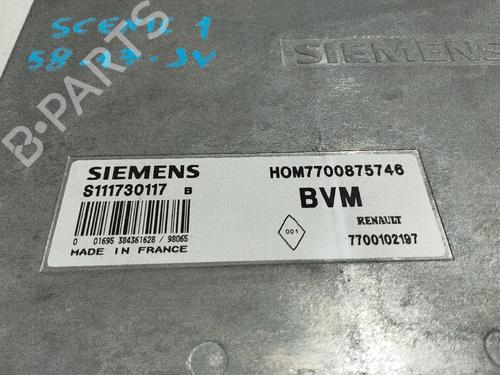 SCENIC 1
SIEMENS
B-PARTS
SIEMENS
S111730117 B
0 01695 384361628 / 98065
MADE IN FRANCE
HOM7700875746
BVM
RENAULT
001
7700102197